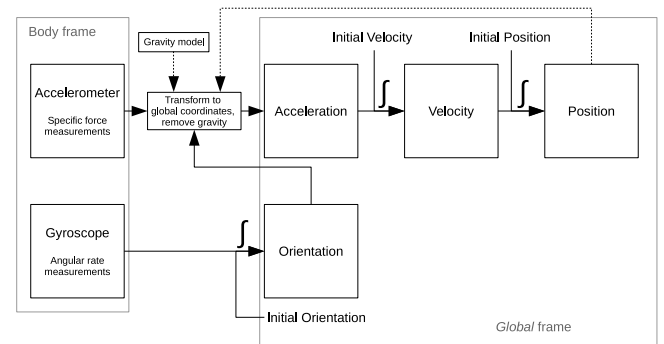 Body frame
Gravity model
Initial Velocity
Initial Position
Accelerometer
Specific force
measurements
Transform to
global coordinates,
remove gravity
Acceleration
∫
Velocity
∫
Position
Gyroscope
Angular rate
measurements
∫
Orientation
Initial Orientation
Global frame